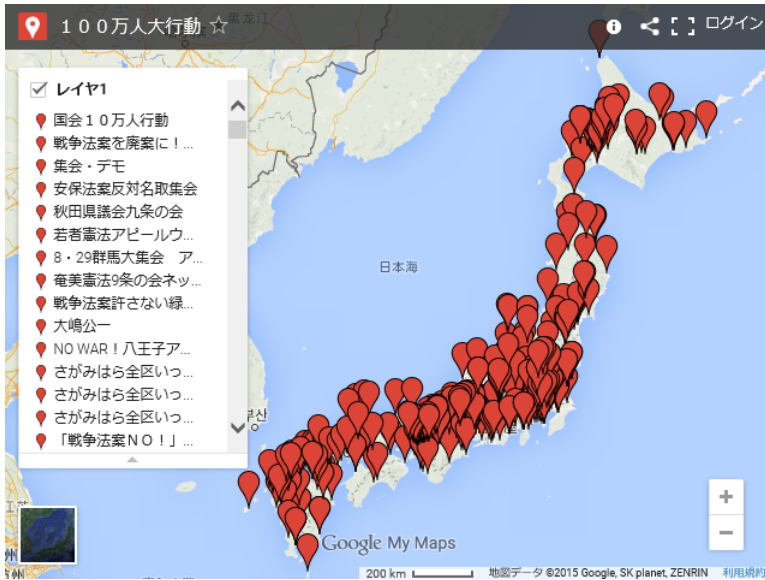 １００万人大行動 ☆
ログイン
レイヤ1
国会１０万人行動
戦争法案を廃案に！...
集会・デモ
安保法案反対名取集会
秋田県議会九条の会
若者憲法アピールウ...
8・29群馬大集会　ア...
奄美憲法9条の会ネッ...
戦争法案許さない緑...
大嶋公一
NO WAR！八王子ア...
さがみはら全区いっ...
さがみはら全区いっ...
さがみはら全区いっ...
「戦争法案ＮＯ！」...
黒龙江
日本海
부산
Google My Maps
200 km
地図データ ©2015 Google, SK planet, ZENRIN
利用規約